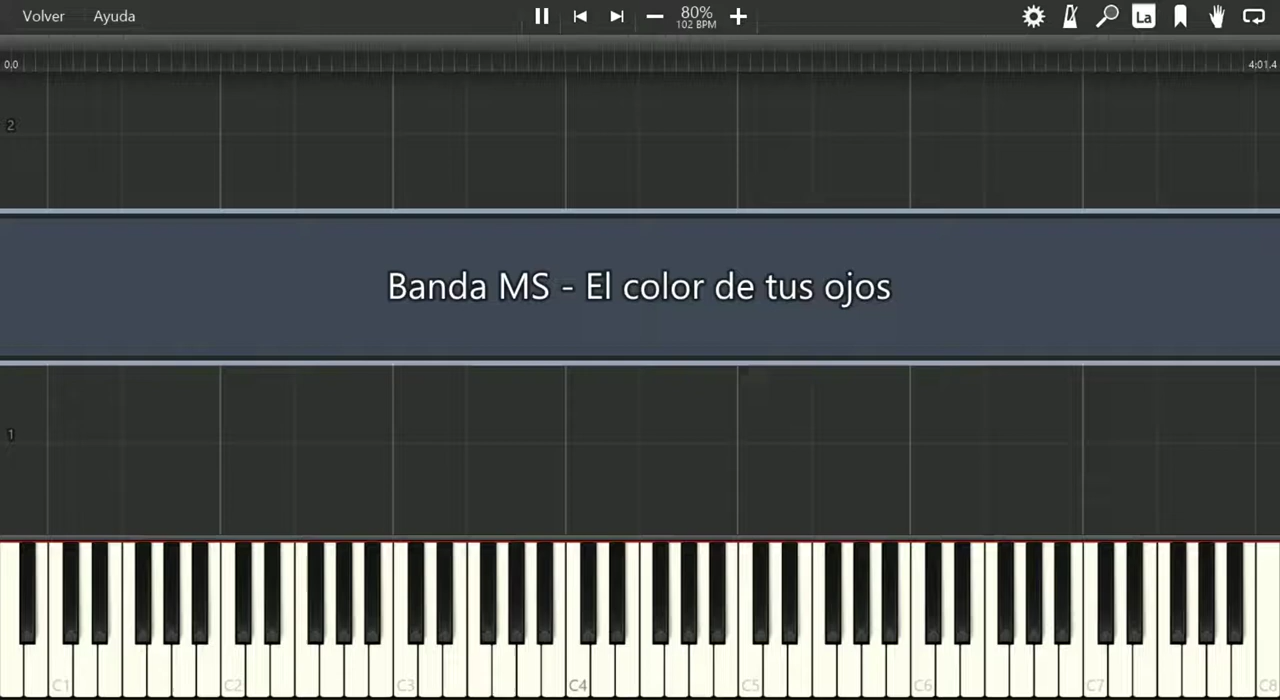 Volver Ayuda 80% La
102 BPM
0,0 4:01.4
2
Banda MS - El color de tus ojos
1
C1 C2 C3 C4 C5 C6 C7 C8